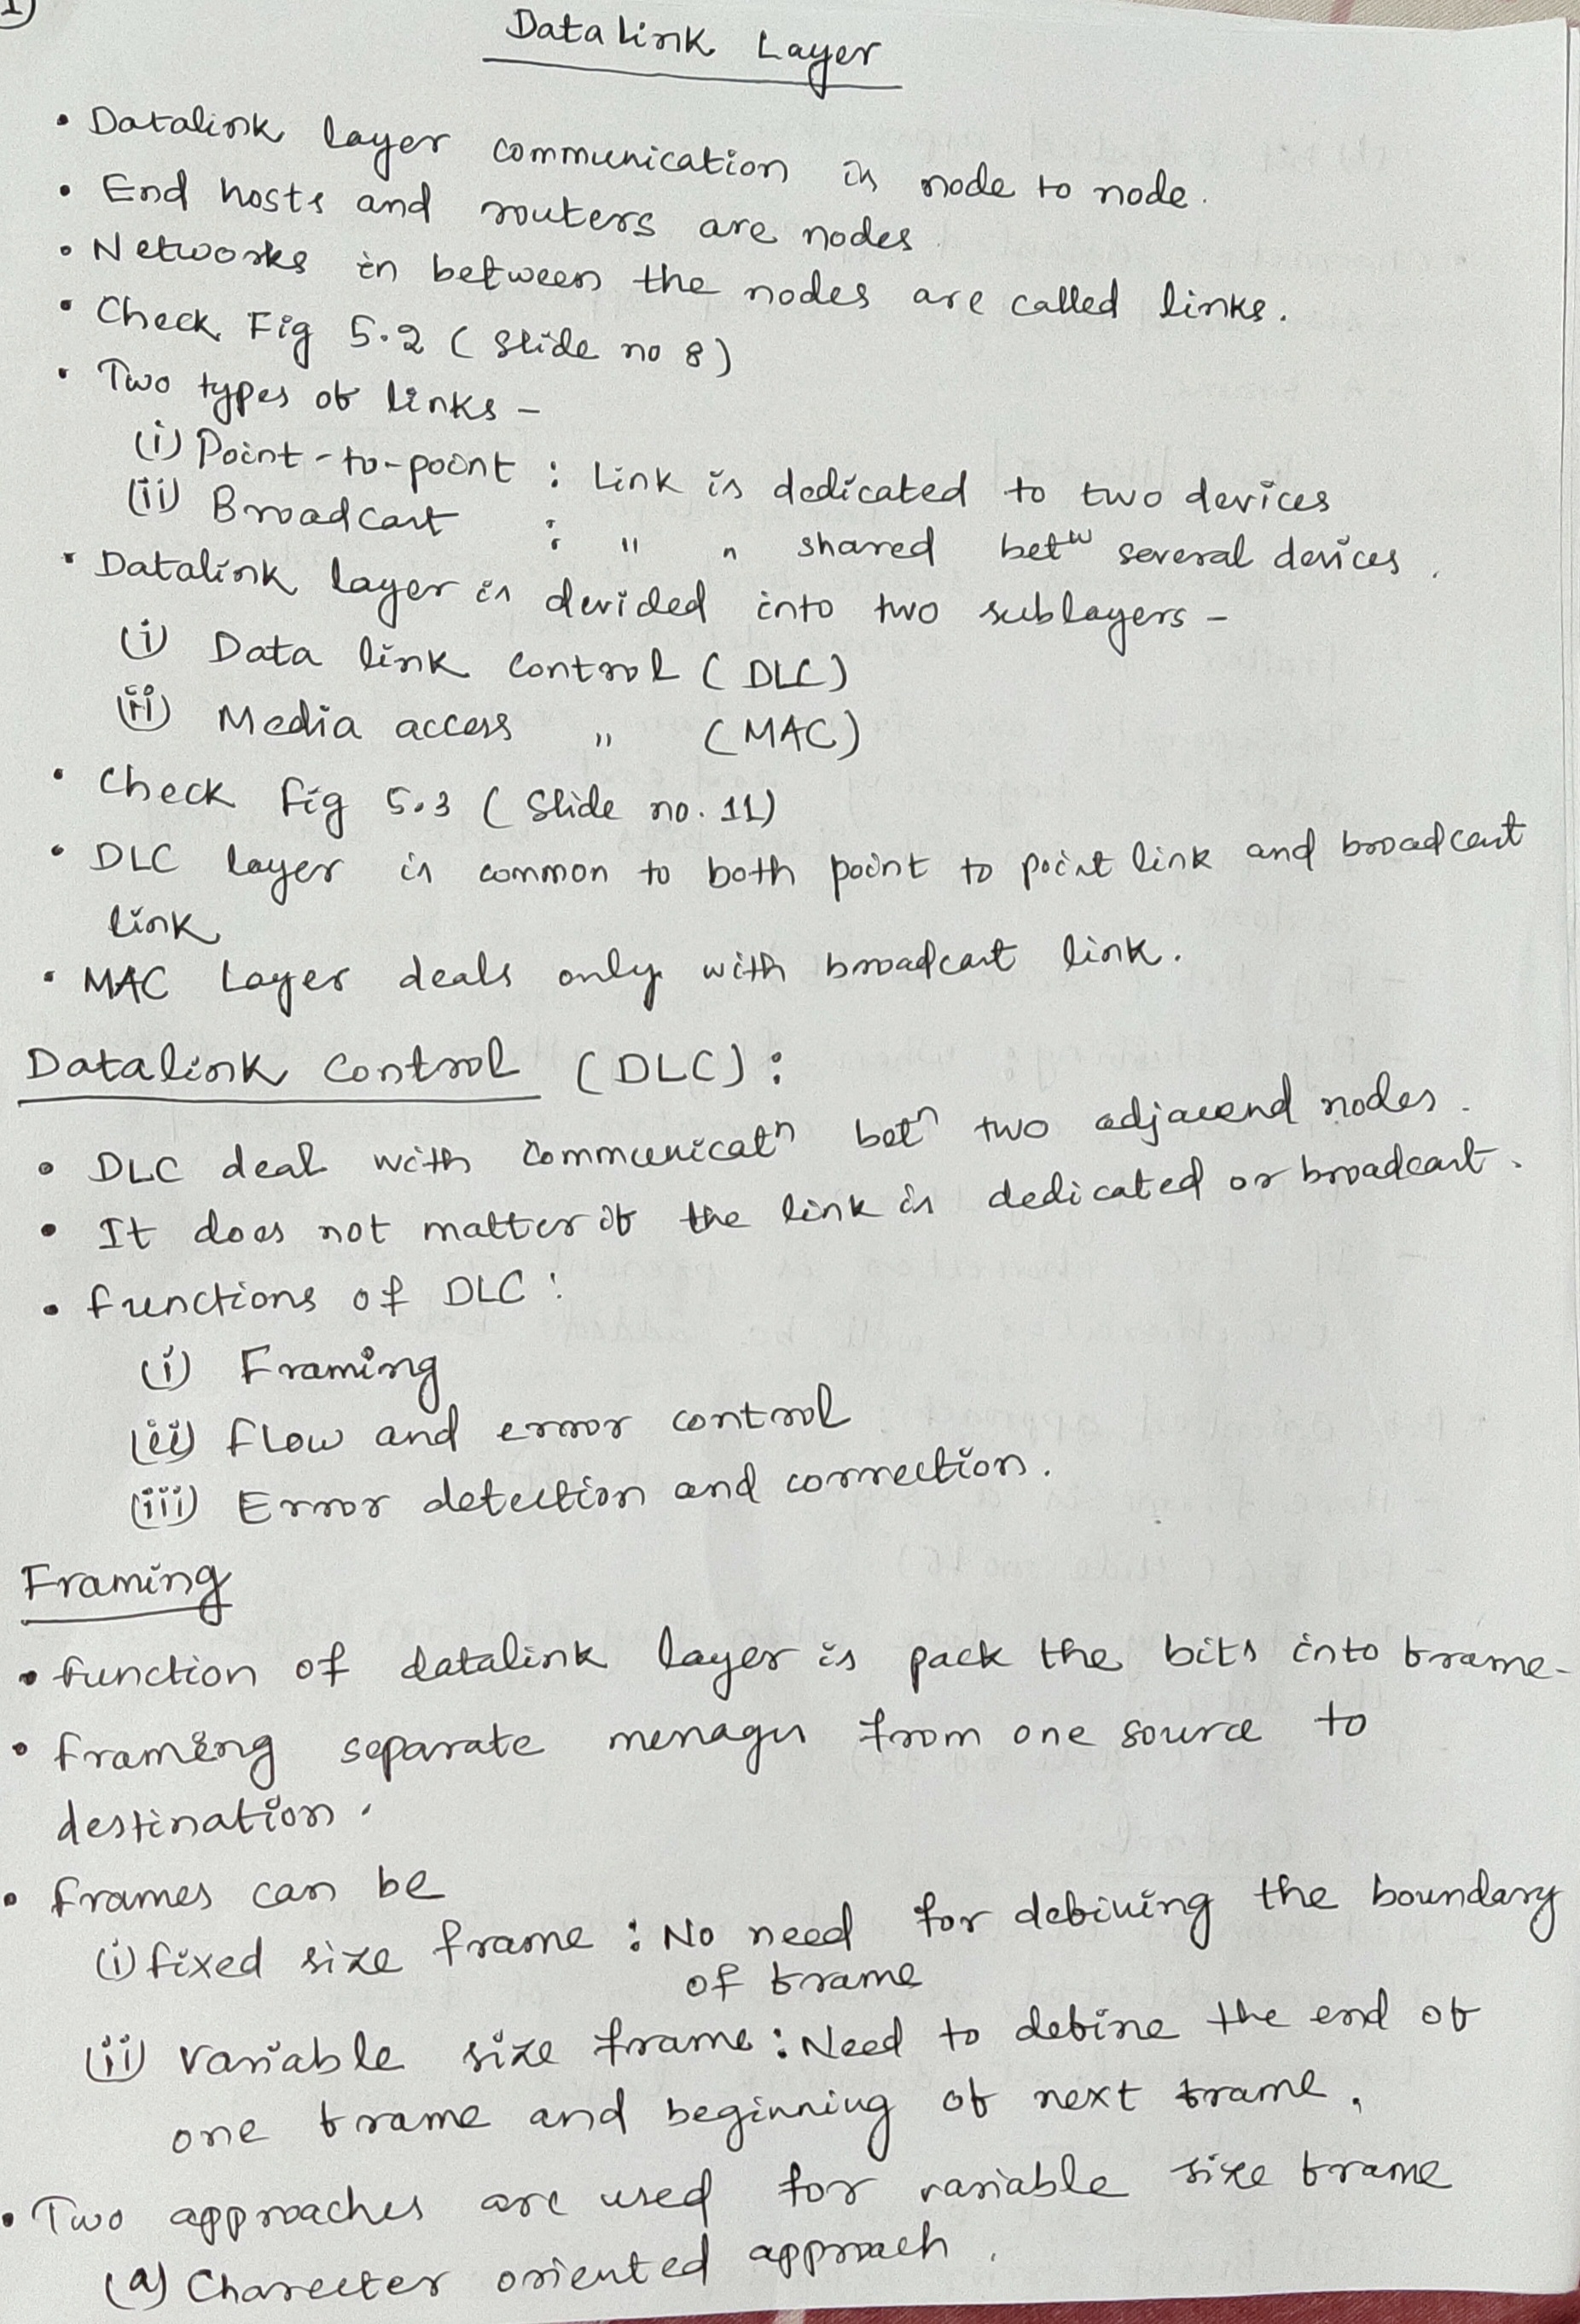 1
Datalink Layer
• Datalink layer communication is node to node.
• End hosts and routers are nodes
• Networks in between the nodes are called links.
• Check Fig 5.2 (Slide no 8)
• Two types of links -
(i) Point-to-point : Link is dedicated to two devices
(ii) Broadcast : " " shared betw several devices.
• Datalink layer is devided into two sublayers -
(i) Data link control (DLC)
(ii) Media access " (MAC)
• Check fig 5.3 (Slide no. 11)
• DLC layer is common to both point to point link and broadcast
link
• MAC Layer deals only with broadcast link.
Datalink Control (DLC):
• DLC deal with communicatn betn two adjacend nodes.
• It does not matter if the link is dedicated or broadcast.
• functions of DLC:
(i) Framing
(ii) flow and error control
(iii) Error detection and correction.
Framing
• function of datalink layer is pack the bits into frame.
• framing separate messages from one source to
destination.
• frames can be
(i) fixed size frame : No need for defining the boundary
of frame
(ii) variable size frame : Need to define the end of
one frame and beginning of next frame.
• Two approaches are used for variable size frame
(a) Charecter oriented approach.